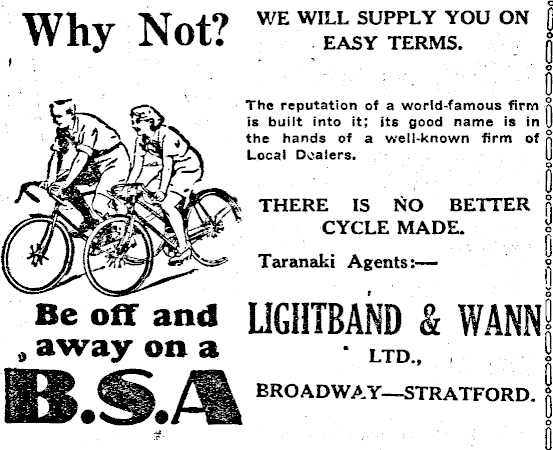 Why Not?
Be off and
away on a
B.S.A
WE WILL SUPPLY YOU ON
EASY TERMS.
The reputation of a world-famous firm
is built into it; its good name is in
the hands of a well-known firm of
Local Dealers.
THERE IS NO BETTER
CYCLE MADE.
Taranaki Agents:—
LIGHTBAND & WANN
LTD.,
BROADWAY—STRATFORD.